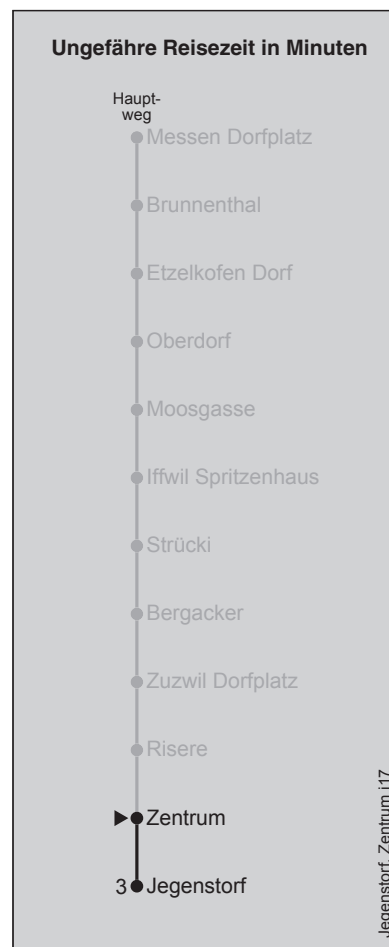 Ungefähre Reisezeit in Minuten
Haupt-
weg
Messen Dorfplatz
Brunnenthal
Etzelkofen Dorf
Oberdorf
Moosgasse
Iffwil Spritzenhaus
Strücki
Bergacker
Zuzwil Dorfplatz
Risere
Zentrum
3 Jegenstorf
Jegenstorf, Zentrum j17